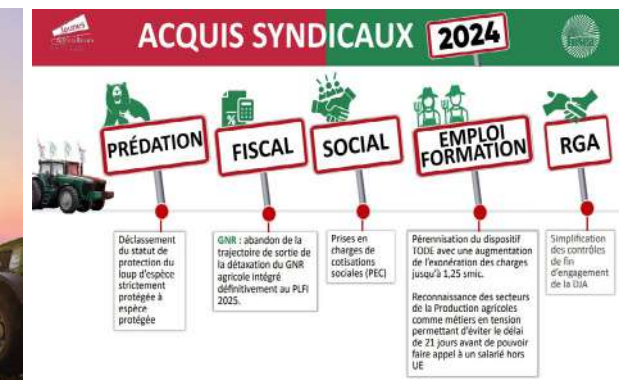 Jeunes
Agriculteurs
ACQUIS SYNDICAUX 2024
PRÉDATION
FISCAL
SOCIAL
EMPLOI
FORMATION
RGA
Déclassement
du statut de
protection du
loup d'espèce
strictement
protégée à
espèce
protégée
GNR : abandon de la
trajectoire de sortie de
la détaxation du GNR
agricole intégré
définitivement au PLFI
2025.
Prises en
charges de
cotisations
sociales (PEC)
Pérennisation du dispositif
TODE avec une augmentation
de l'exonération des charges
jusqu'à 1,25 smic.
Reconnaissance des secteurs
de la Production agricoles
comme métiers en tension
permettant d'éviter le délai
de 21 jours avant de pouvoir
faire appel à un salarié hors
UE
Simplification
des contrôles
de fin
d'engagement
de la DJA